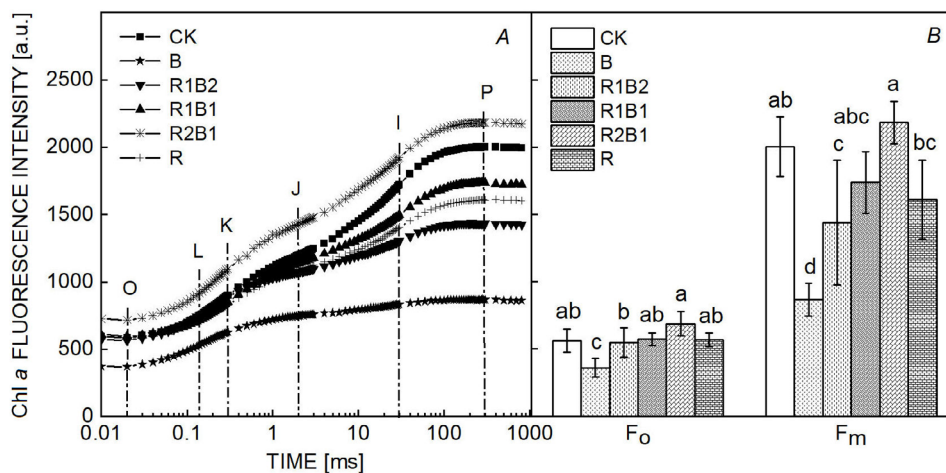 Chl a FLUORESCENCE INTENSITY [a.u.]
2500
2000
1500
1000
500
0
CK
B
R1B2
R1B1
R2B1
R
A
O
L
K
J
I
P
0.01
0.1
1
10
100
1000
TIME [ms]
CK
B
R1B2
R1B1
R2B1
R
B
ab
c
b
ab
a
ab
ab
d
c
abc
a
bc
Fo
Fm